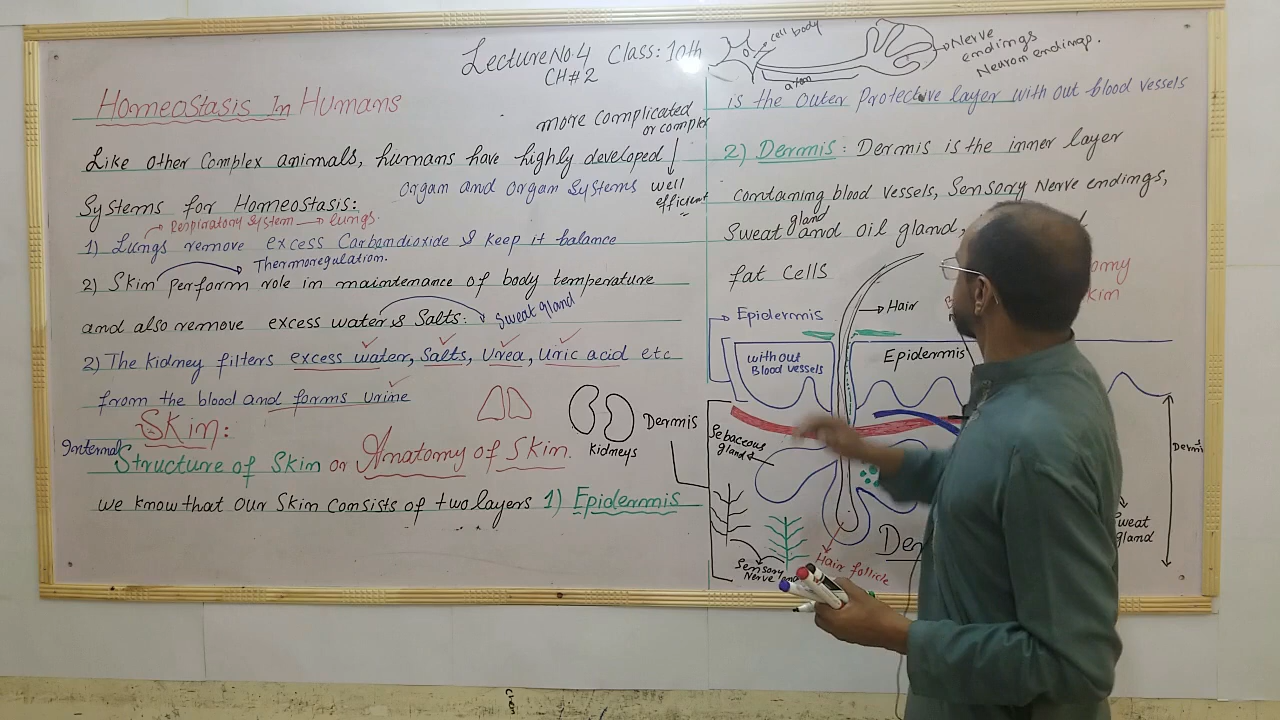 Lecture No 4 Class: 10th
CH # 2
Homeostasis In Humans
more complicated
or complex
Like other complex animals, humans have highly developed
organ and organ systems
well
efficient
Systems for Homeostasis:
Respiratory system → lungs.
1) Lungs remove excess Carbondioxide & keep it balance
Thermoregulation.
2) Skin perform role in maintenance of body temperature
and also remove excess water & Salts:
Sweat gland
2) The kidney filters excess water, Salts, Urea, Uric acid etc
from the blood and forms urine
Skin:
kidneys
Internal Structure of Skin or Anatomy of Skin.
we know that our Skin consists of two layers 1) Epidermis
cell body
axon
Nerve
endings
Neuron endings.
is the outer Protective layer with out blood vessels
2) Dermis: Dermis is the inner layer
containing blood vessels, Sensory Nerve endings,
gland
Sweat and oil gland,
fat cells
Epidermis
Hair
without
Blood vessels
Epidermis
Dermis
Sebaceous
gland
Sweat
gland
Hair follicle
Sensory
Nerve